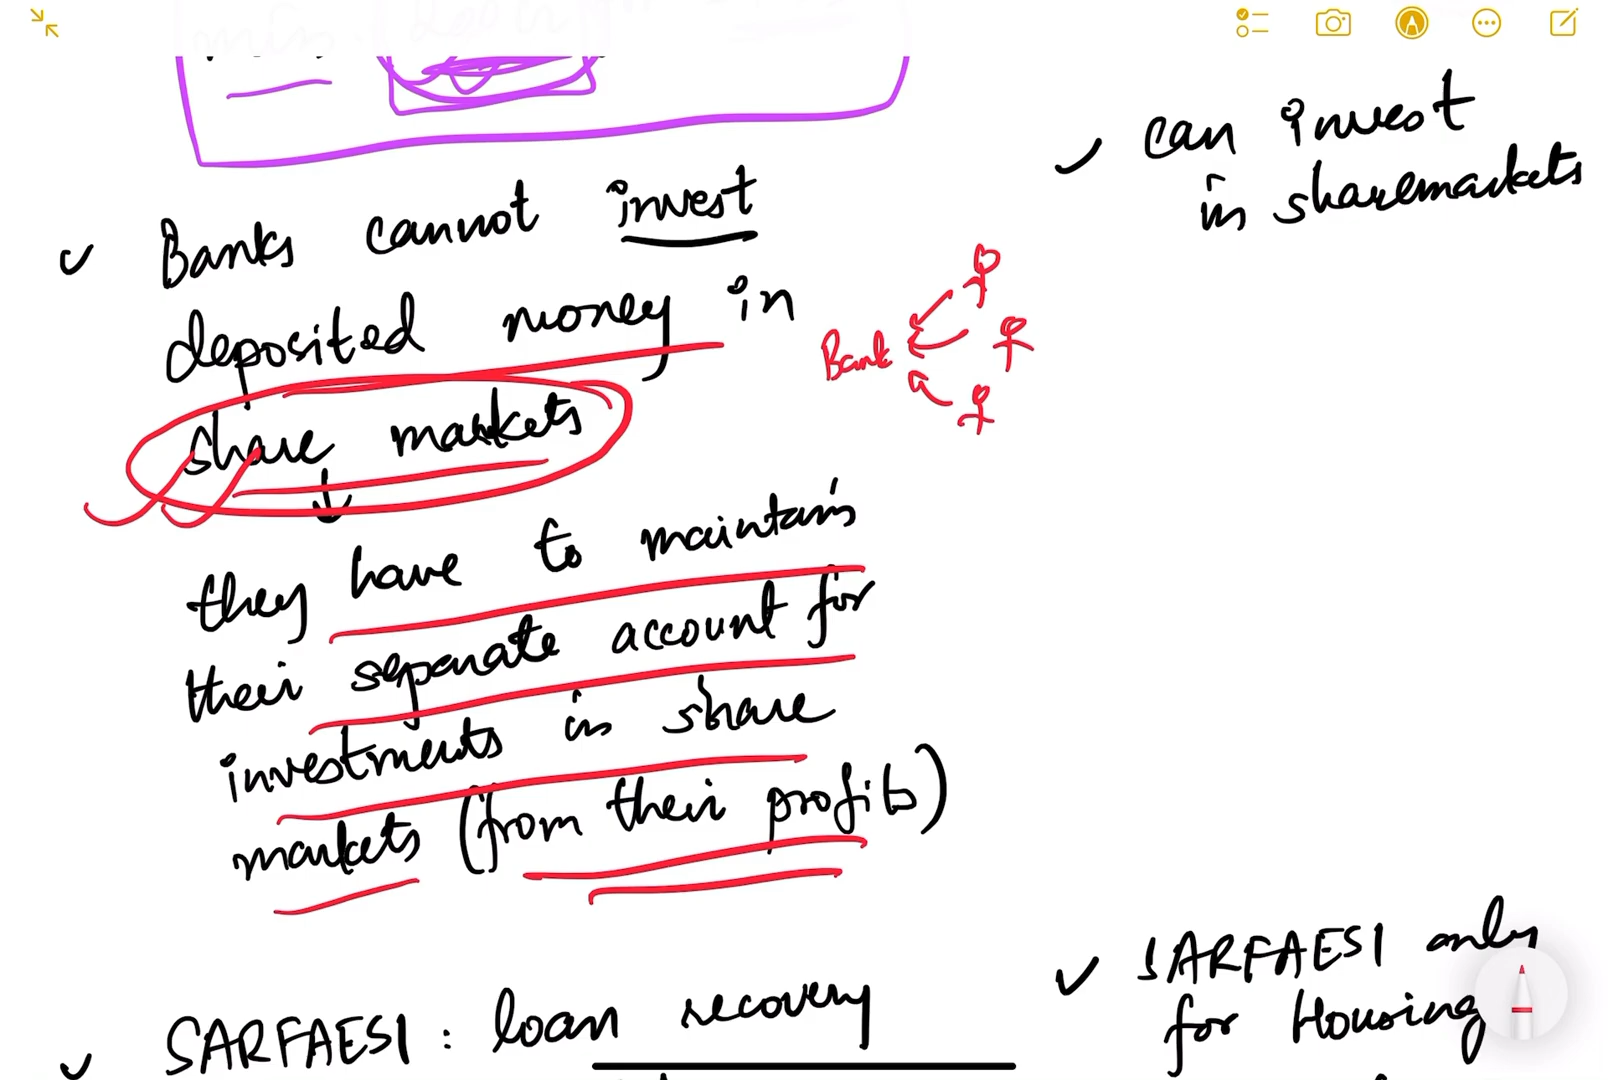 Banks cannot invest
deposited money in
share markets
they have to maintain
their separate account for
investments in share
markets (from their profits)
SARFAESI : loan recovery
Bank
can invest
in sharemarkets
SARFAESI only
for Housing